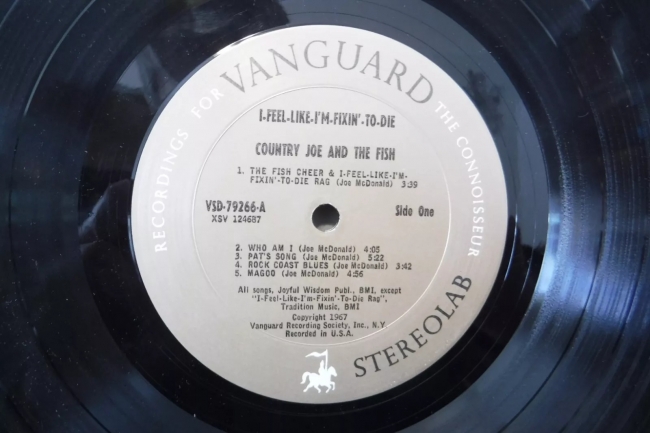 RECORDINGS FOR VANGUARD THE CONNOISSEUR
I-FEEL-LIKE-I'M-FIXIN'-TO-DIE
COUNTRY JOE AND THE FISH
1. THE FISH CHEER & I-FEEL-LIKE-I'M-
FIXIN'-TO-DIE RAG (Joe McDonald) 3:39
VSD-79266-A Side One
XSV 124687
2. WHO AM I (Joe McDonald) 4:05
3. PAT'S SONG (Joe McDonald) 5:22
4. ROCK COAST BLUES (Joe McDonald) 3:42
5. MAGOO (Joe McDonald) 4:56
All songs, Joyful Wisdom Publ., BMI, except
"I-Feel-Like-I'm-Fixin'-To-Die Rag",
Tradition Music, BMI
Copyright 1967
Vanguard Recording Society, Inc., N.Y.
Recorded in U.S.A.
STEREOLAB